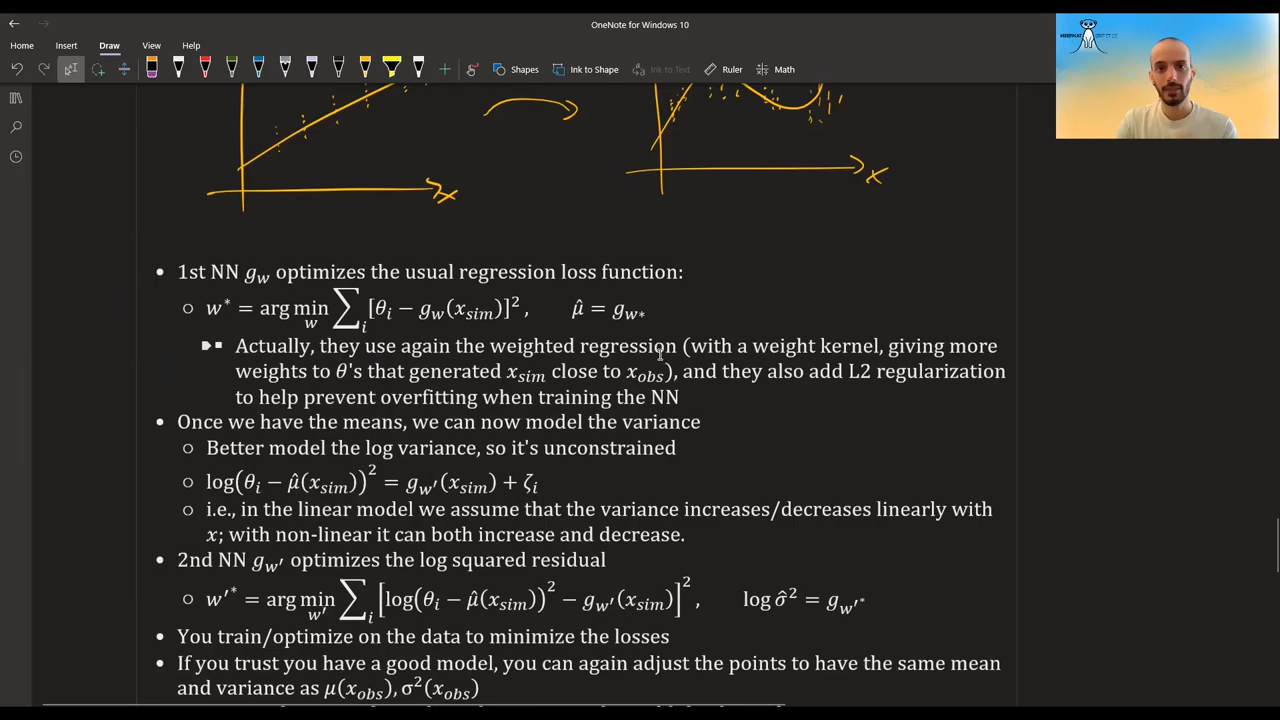 OneNote for Windows 10
Home Insert Draw View Help
Shapes Ink to Shape Ink to Text Ruler Math
x x
• 1st NN g_w optimizes the usual regression loss function:
○ w* = arg min_w ∑_i [θ_i − g_w(x_sim)]², μ̂ = g_w*
▪ Actually, they use again the weighted regression (with a weight kernel, giving more
weights to θ's that generated x_sim close to x_obs), and they also add L2 regularization
to help prevent overfitting when training the NN
• Once we have the means, we can now model the variance
○ Better model the log variance, so it's unconstrained
○ log(θ_i − μ̂(x_sim))² = g_w′(x_sim) + ζ_i
○ i.e., in the linear model we assume that the variance increases/decreases linearly with
x; with non-linear it can both increase and decrease.
• 2nd NN g_w′ optimizes the log squared residual
○ w′* = arg min_w′ ∑_i [log(θ_i − μ̂(x_sim))² − g_w′(x_sim)]², log σ̂² = g_w′*
• You train/optimize on the data to minimize the losses
• If you trust you have a good model, you can again adjust the points to have the same mean
and variance as μ(x_obs), σ²(x_obs)